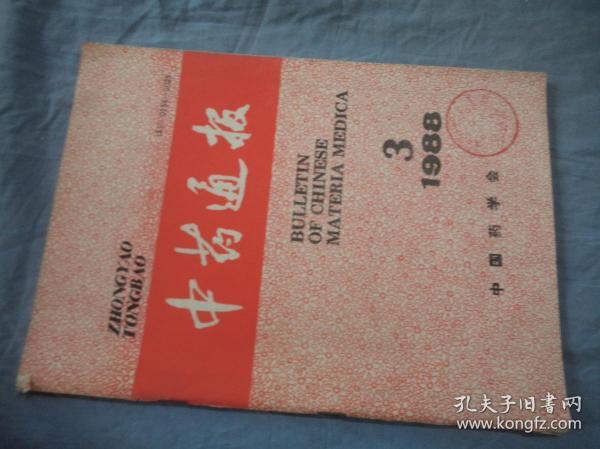 中药通报
ZHONGYAO
TONGBAO
BULLETIN
OF CHINESE
MATERIA MEDICA
3
1988
中国药学会
孔夫子旧书网
www.kongfz.com